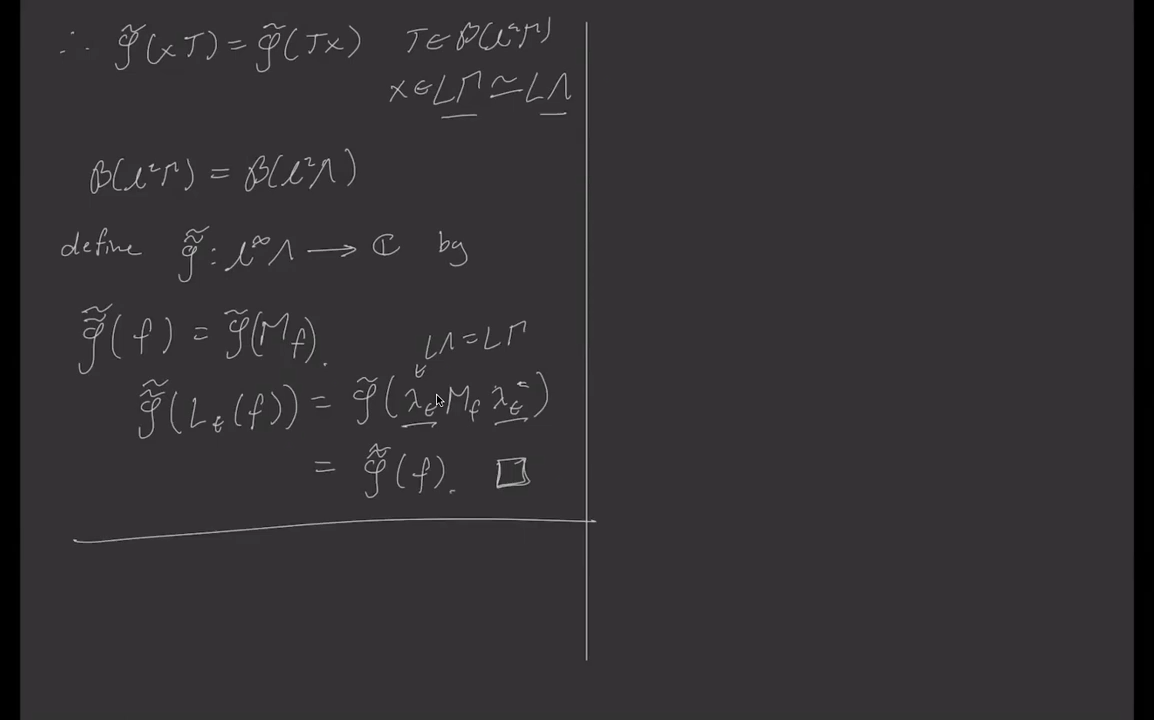 ∴ φ̃(xT) = φ̃(Tx) T ∈ B(ℓ²Γ)
x ∈ LΓ ≃ LΛ
B(ℓ²Γ) = B(ℓ²Λ)
define φ̃̃ : ℓ^∞Λ ⟶ ℂ by
φ̃̃(f) = φ̃(M_f).
LΛ = LΓ
φ̃̃(L_t(f)) = φ̃(λ_t M_f λ_t^*)
= φ̃̃(f). □